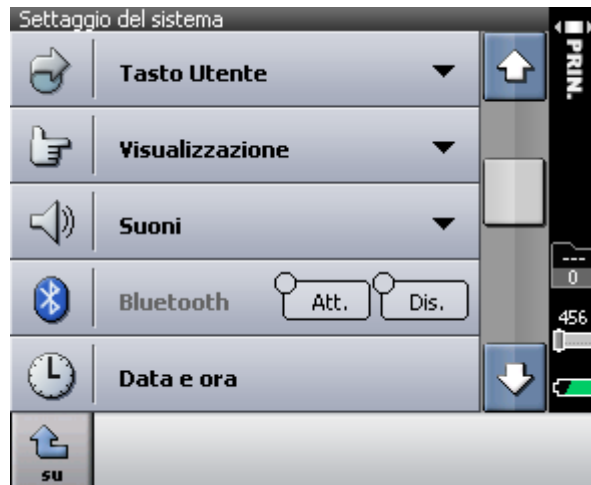 Settaggio del sistema
PRIN.
Tasto Utente
Visualizzazione
Suoni
---
0
Bluetooth Att. Dis.
456
Data e ora
su